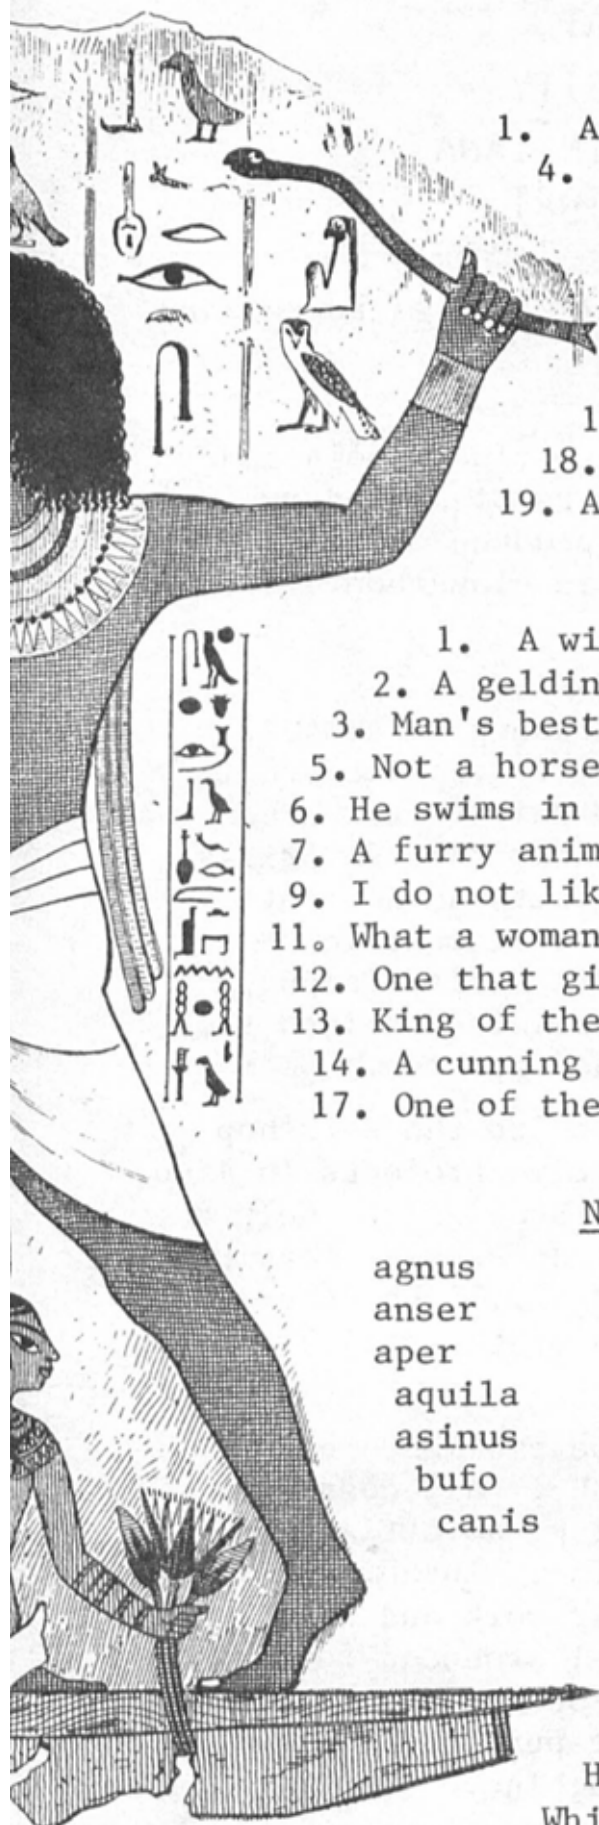 1. A
4.
1
18.
19. A
1. A wi
2. A geldin
3. Man's best
5. Not a horse
6. He swims in
7. A furry anim
9. I do not lik
11. What a woman
12. One that gi
13. King of the
14. A cunning
17. One of the
N
agnus
anser
aper
aquila
asinus
bufo
canis
H
Whi